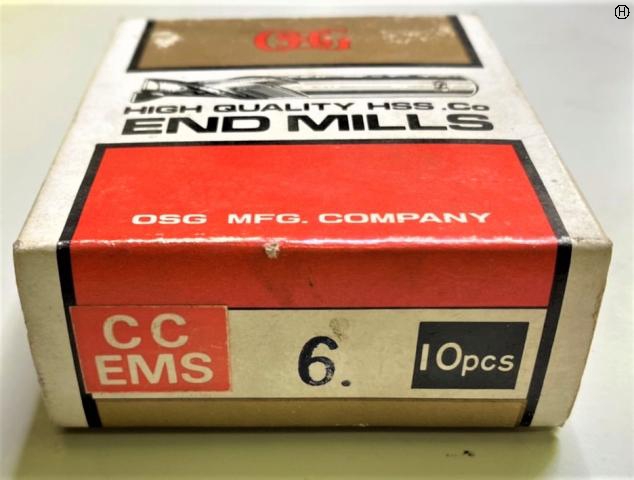 H
OSG
HIGH QUALITY HSS.Co
END MILLS
OSG MFG. COMPANY
CC
EMS
6.
10pcs